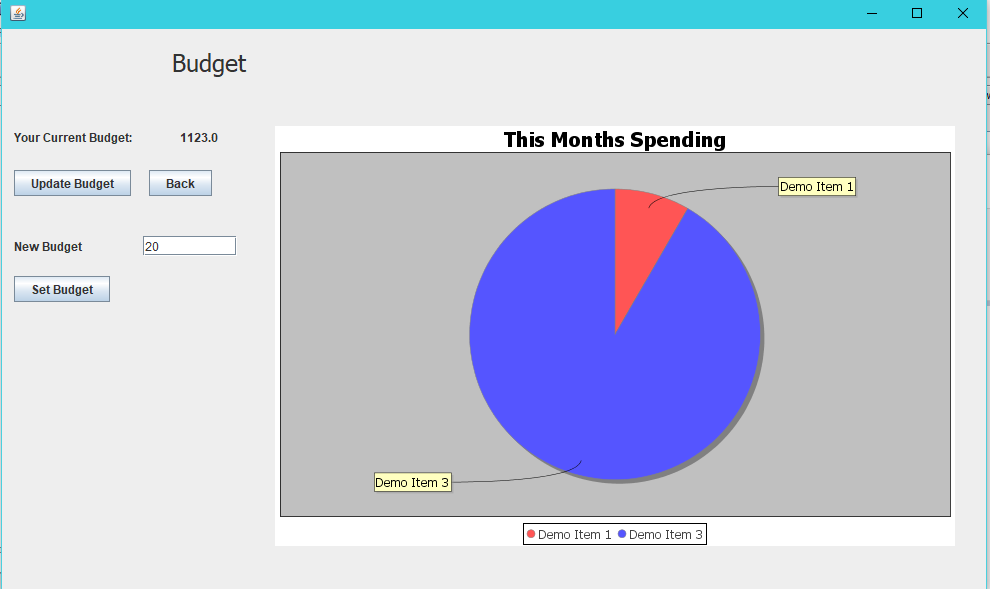 Budget
Your Current Budget: 1123.0
Update Budget Back
New Budget 20
Set Budget
This Months Spending
Demo Item 1
Demo Item 3
Demo Item 1 Demo Item 3